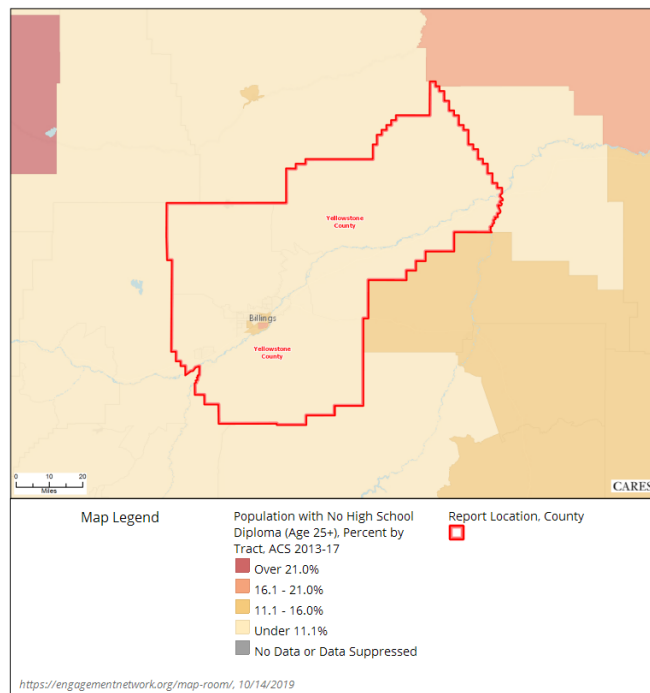 Yellowstone
County
Billings
Yellowstone
County
0 10 20
Miles
CARES
Map Legend
Population with No High School
Diploma (Age 25+), Percent by
Tract, ACS 2013-17
Over 21.0%
16.1 - 21.0%
11.1 - 16.0%
Under 11.1%
No Data or Data Suppressed
Report Location, County
https://engagementnetwork.org/map-room/, 10/14/2019